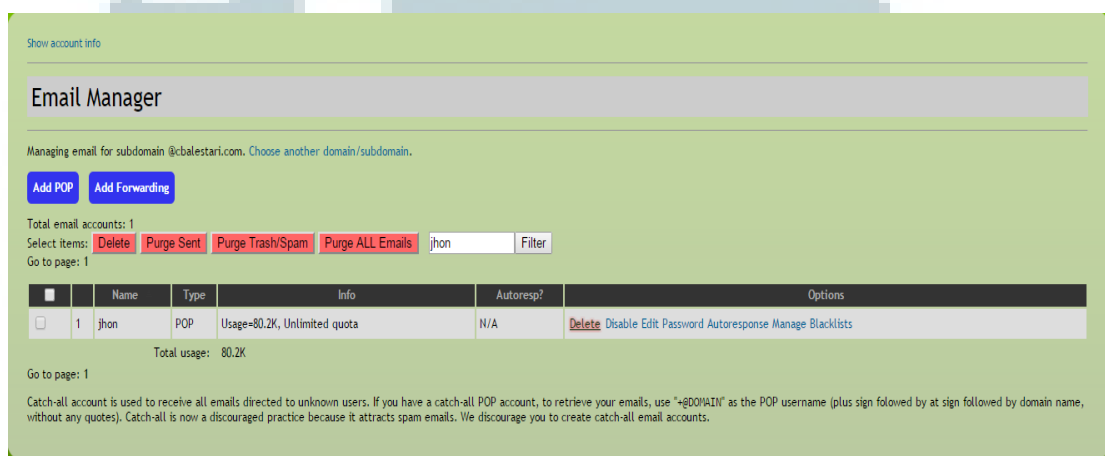 Show account info
Email Manager
Managing email for subdomain @cbalestari.com. Choose another domain/subdomain.
Add POP Add Forwarding
Total email accounts: 1
Select items: Delete Purge Sent Purge Trash/Spam Purge ALL Emails jhon Filter
Go to page: 1
Name Type Info Autoresp? Options
1 jhon POP Usage=80.2K, Unlimited quota N/A Delete Disable Edit Password Autoresponse Manage Blacklists
Total usage: 80.2K
Go to page: 1
Catch-all account is used to receive all emails directed to unknown users. If you have a catch-all POP account, to retrieve your emails, use "+@DOMAIN" as the POP username (plus sign folowed by at sign followed by domain name,
without any quotes). Catch-all is now a discouraged practice because it attracts spam emails. We discourage you to create catch-all email accounts.